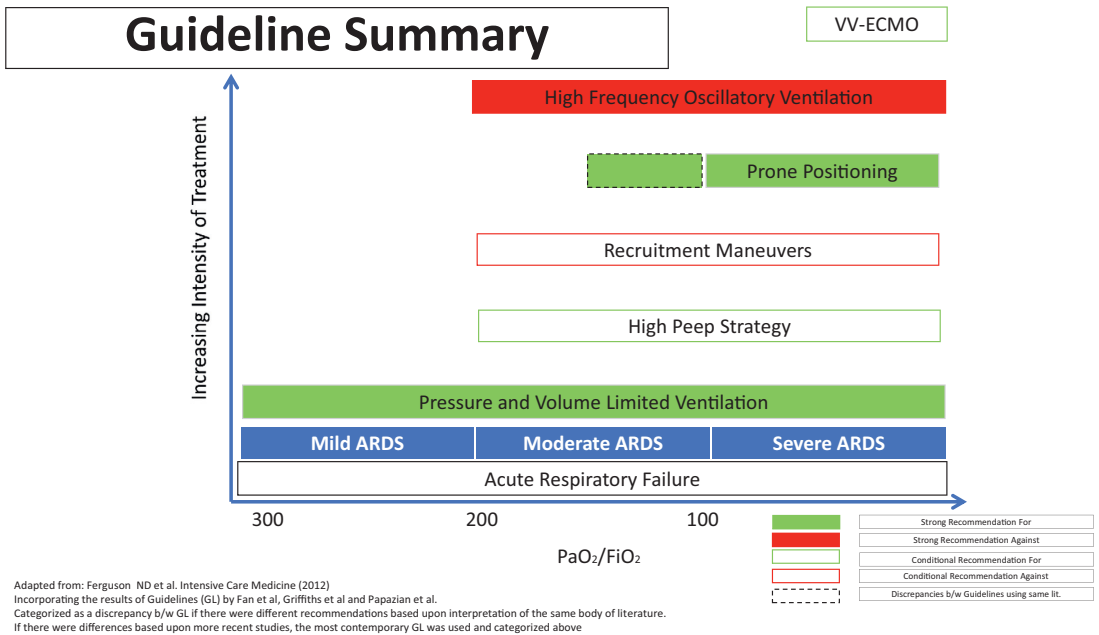 Guideline Summary
VV-ECMO
Increasing Intensity of Treatment
High Frequency Oscillatory Ventilation
Prone Positioning
Recruitment Maneuvers
High Peep Strategy
Pressure and Volume Limited Ventilation
Mild ARDS
Moderate ARDS
Severe ARDS
Acute Respiratory Failure
300
200
100
PaO₂/FiO₂
Strong Recommendation For
Strong Recommendation Against
Conditional Recommendation For
Conditional Recommendation Against
Discrepancies b/w Guidelines using same lit.
Adapted from: Ferguson ND et al. Intensive Care Medicine (2012)
Incorporating the results of Guidelines (GL) by Fan et al, Griffiths et al and Papazian et al.
Categorized as a discrepancy b/w GL if there were different recommendations based upon interpretation of the same body of literature.
If there were differences based upon more recent studies, the most contemporary GL was used and categorized above